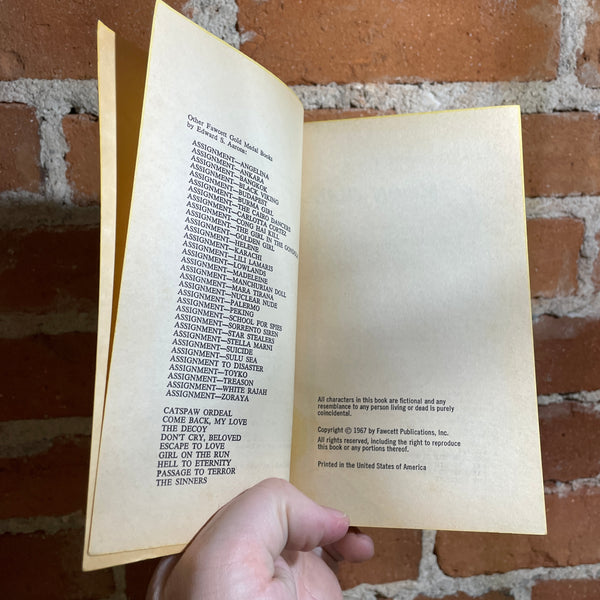 Other Fawcett Gold Medal Books
by Edward S. Aarons:
ASSIGNMENT—ANGELINA
ASSIGNMENT—ANKARA
ASSIGNMENT—BANGKOK
ASSIGNMENT—BLACK VIKING
ASSIGNMENT—BUDAPEST
ASSIGNMENT—BURMA GIRL
ASSIGNMENT—THE CAIRO DANCERS
ASSIGNMENT—CARLOTTA CORTEZ
ASSIGNMENT—CONG HAI KILL
ASSIGNMENT—THE GIRL IN THE GONDOLA
ASSIGNMENT—GOLDEN GIRL
ASSIGNMENT—HELENE
ASSIGNMENT—KARACHI
ASSIGNMENT—LILI LAMARIS
ASSIGNMENT—LOWLANDS
ASSIGNMENT—MADELEINE
ASSIGNMENT—MANCHURIAN DOLL
ASSIGNMENT—MARA TIRANA
ASSIGNMENT—NUCLEAR NUDE
ASSIGNMENT—PALERMO
ASSIGNMENT—PEKING
ASSIGNMENT—SCHOOL FOR SPIES
ASSIGNMENT—SORRENTO SIREN
ASSIGNMENT—STAR STEALERS
ASSIGNMENT—STELLA MARNI
ASSIGNMENT—SUICIDE
ASSIGNMENT—SULU SEA
ASSIGNMENT TO DISASTER
ASSIGNMENT—TOYKO
ASSIGNMENT—TREASON
ASSIGNMENT—WHITE RAJAH
ASSIGNMENT—ZORAYA
CATSPAW ORDEAL
COME BACK, MY LOVE
THE DECOY
DON'T CRY, BELOVED
ESCAPE TO LOVE
GIRL ON THE RUN
HELL TO ETERNITY
PASSAGE TO TERROR
THE SINNERS
All characters in this book are fictional and any
resemblance to any person living or dead is purely
coincidental.
Copyright © 1967 by Fawcett Publications, Inc.
All rights reserved, including the right to reproduce
this book or any portions thereof.
Printed in the United States of America